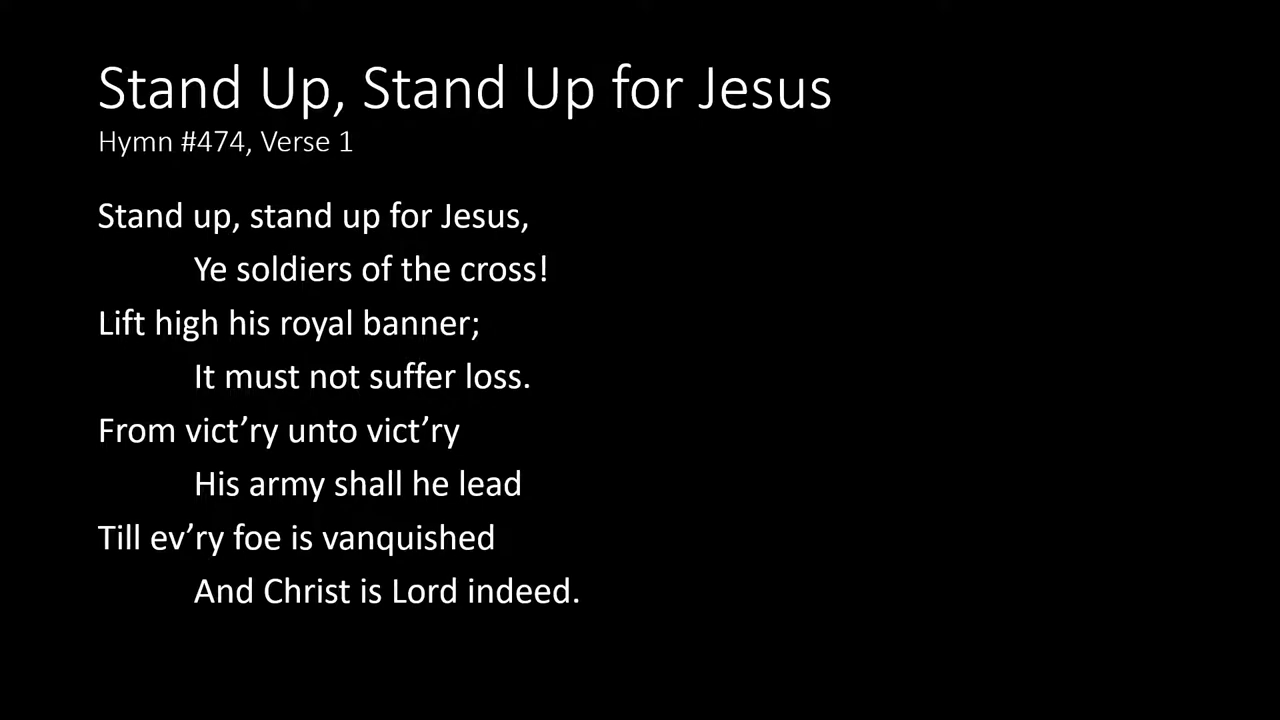 Stand Up, Stand Up for Jesus
Hymn #474, Verse 1
Stand up, stand up for Jesus,
Ye soldiers of the cross!
Lift high his royal banner;
It must not suffer loss.
From vict’ry unto vict’ry
His army shall he lead
Till ev’ry foe is vanquished
And Christ is Lord indeed.